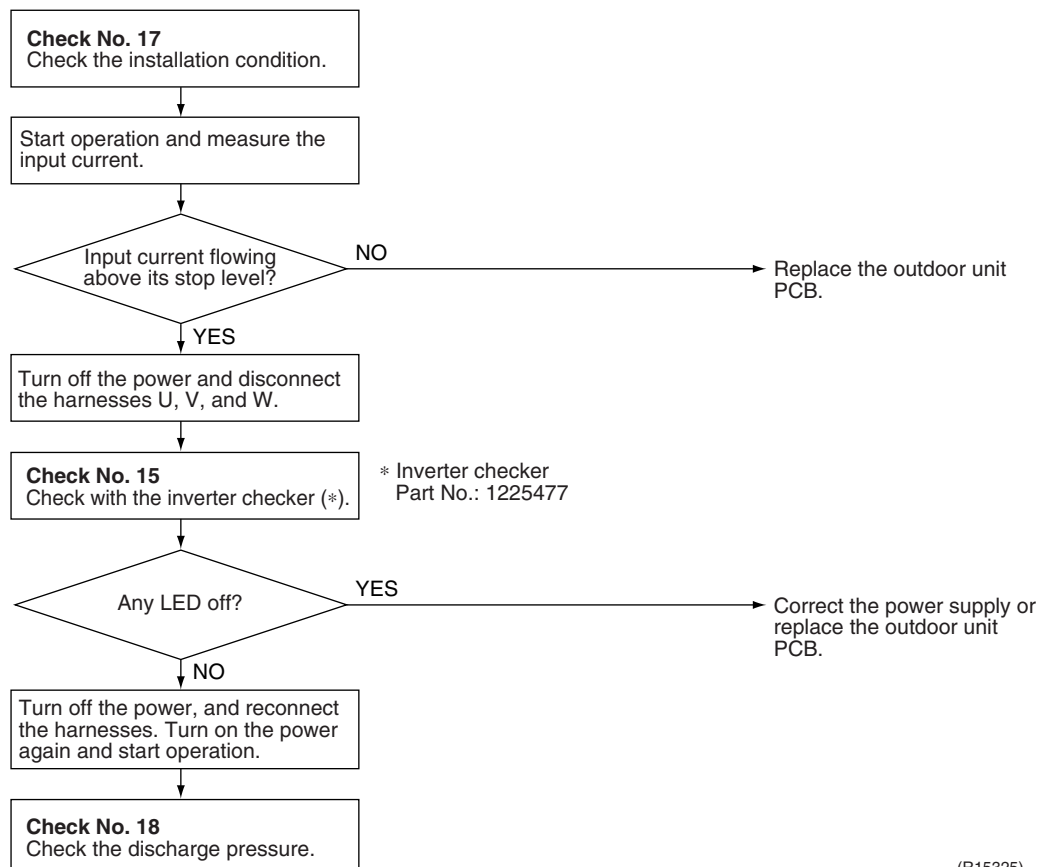 Check No. 17
Check the installation condition.
Start operation and measure the
input current.
Input current flowing
above its stop level?
NO
Replace the outdoor unit
PCB.
YES
Turn off the power and disconnect
the harnesses U, V, and W.
Check No. 15
Check with the inverter checker (*).
* Inverter checker
Part No.: 1225477
Any LED off?
YES
Correct the power supply or
replace the outdoor unit
PCB.
NO
Turn off the power, and reconnect
the harnesses. Turn on the power
again and start operation.
Check No. 18
Check the discharge pressure.
(R15325)